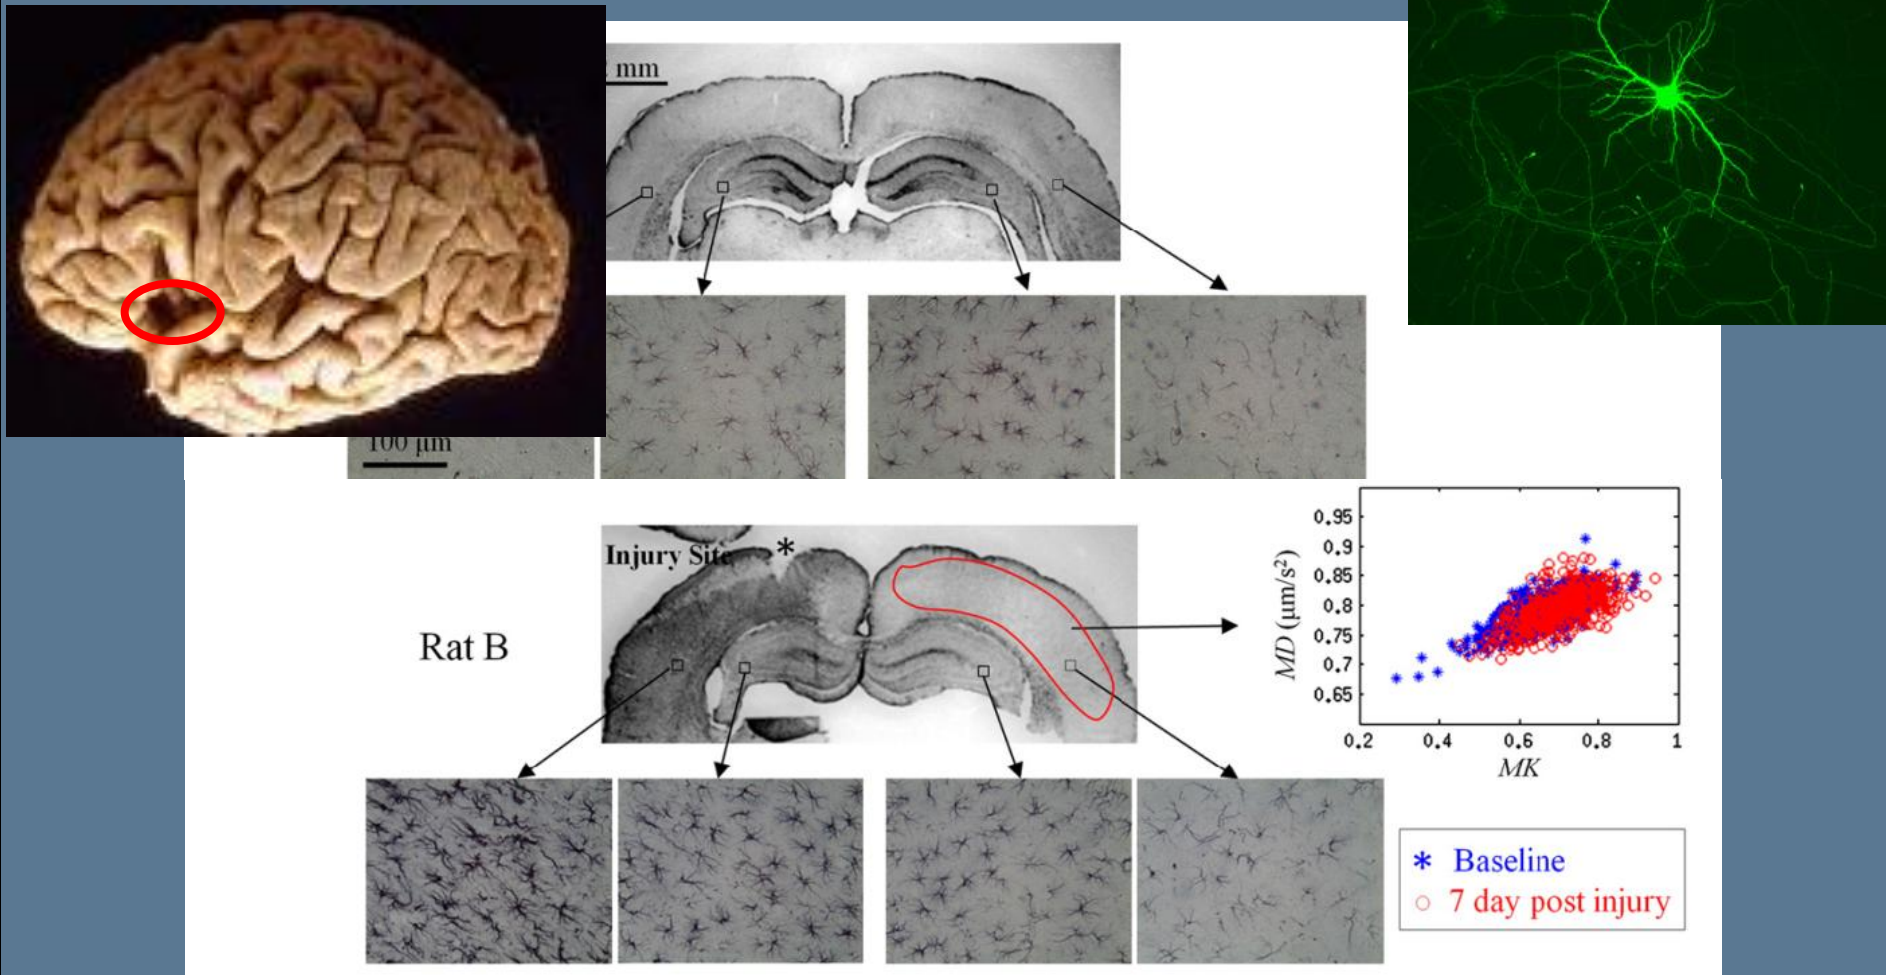 mm
100 μm
Injury Site
*
Rat B
MD (μm/s²)
0.95
0.9
0.85
0.8
0.75
0.7
0.65
0.2 0.4 0.6 0.8 1
MK
* Baseline
○ 7 day post injury